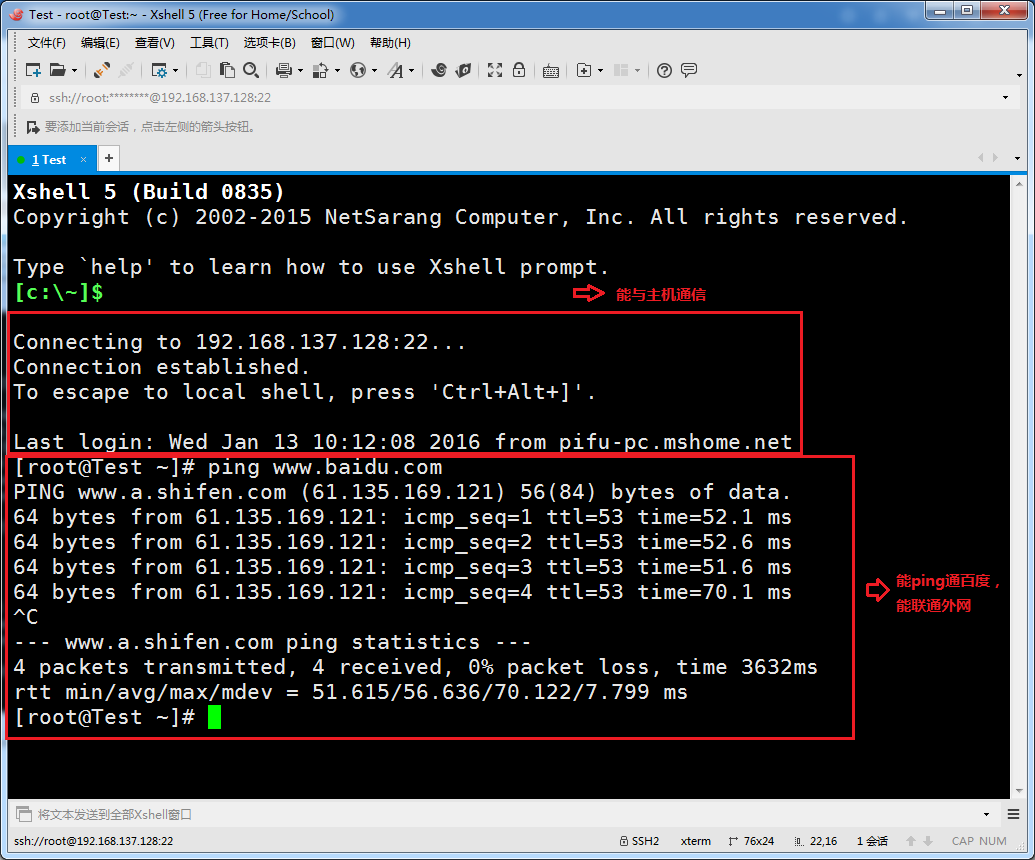 Test - root@Test:~ - Xshell 5 (Free for Home/School)
文件(F) 编辑(E) 查看(V) 工具(T) 选项卡(B) 窗口(W) 帮助(H)
ssh://root:********@192.168.137.128:22
要添加当前会话，点击左侧的箭头按钮。
1 Test × +
Xshell 5 (Build 0835)
Copyright (c) 2002-2015 NetSarang Computer, Inc. All rights reserved.
Type `help' to learn how to use Xshell prompt.
[c:\~]$
能与主机通信
Connecting to 192.168.137.128:22...
Connection established.
To escape to local shell, press 'Ctrl+Alt+]'.
Last login: Wed Jan 13 10:12:08 2016 from pifu-pc.mshome.net
[root@Test ~]# ping www.baidu.com
PING www.a.shifen.com (61.135.169.121) 56(84) bytes of data.
64 bytes from 61.135.169.121: icmp_seq=1 ttl=53 time=52.1 ms
64 bytes from 61.135.169.121: icmp_seq=2 ttl=53 time=52.6 ms
64 bytes from 61.135.169.121: icmp_seq=3 ttl=53 time=51.6 ms
64 bytes from 61.135.169.121: icmp_seq=4 ttl=53 time=70.1 ms
^C
--- www.a.shifen.com ping statistics ---
4 packets transmitted, 4 received, 0% packet loss, time 3632ms
rtt min/avg/max/mdev = 51.615/56.636/70.122/7.799 ms
[root@Test ~]#
能ping通百度，
能联通外网
将文本发送到全部Xshell窗口
ssh://root@192.168.137.128:22 SSH2 xterm 76x24 22,16 1 会话 CAP NUM